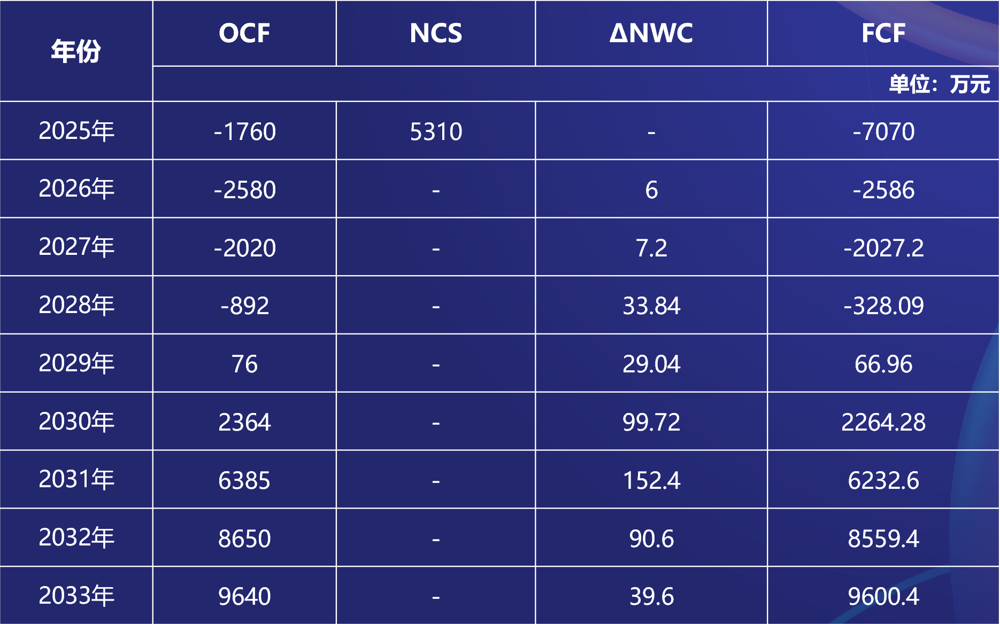 年份 OCF NCS ΔNWC FCF
单位：万元
2025年 -1760 5310 - -7070
2026年 -2580 - 6 -2586
2027年 -2020 - 7.2 -2027.2
2028年 -892 - 33.84 -328.09
2029年 76 - 29.04 66.96
2030年 2364 - 99.72 2264.28
2031年 6385 - 152.4 6232.6
2032年 8650 - 90.6 8559.4
2033年 9640 - 39.6 9600.4